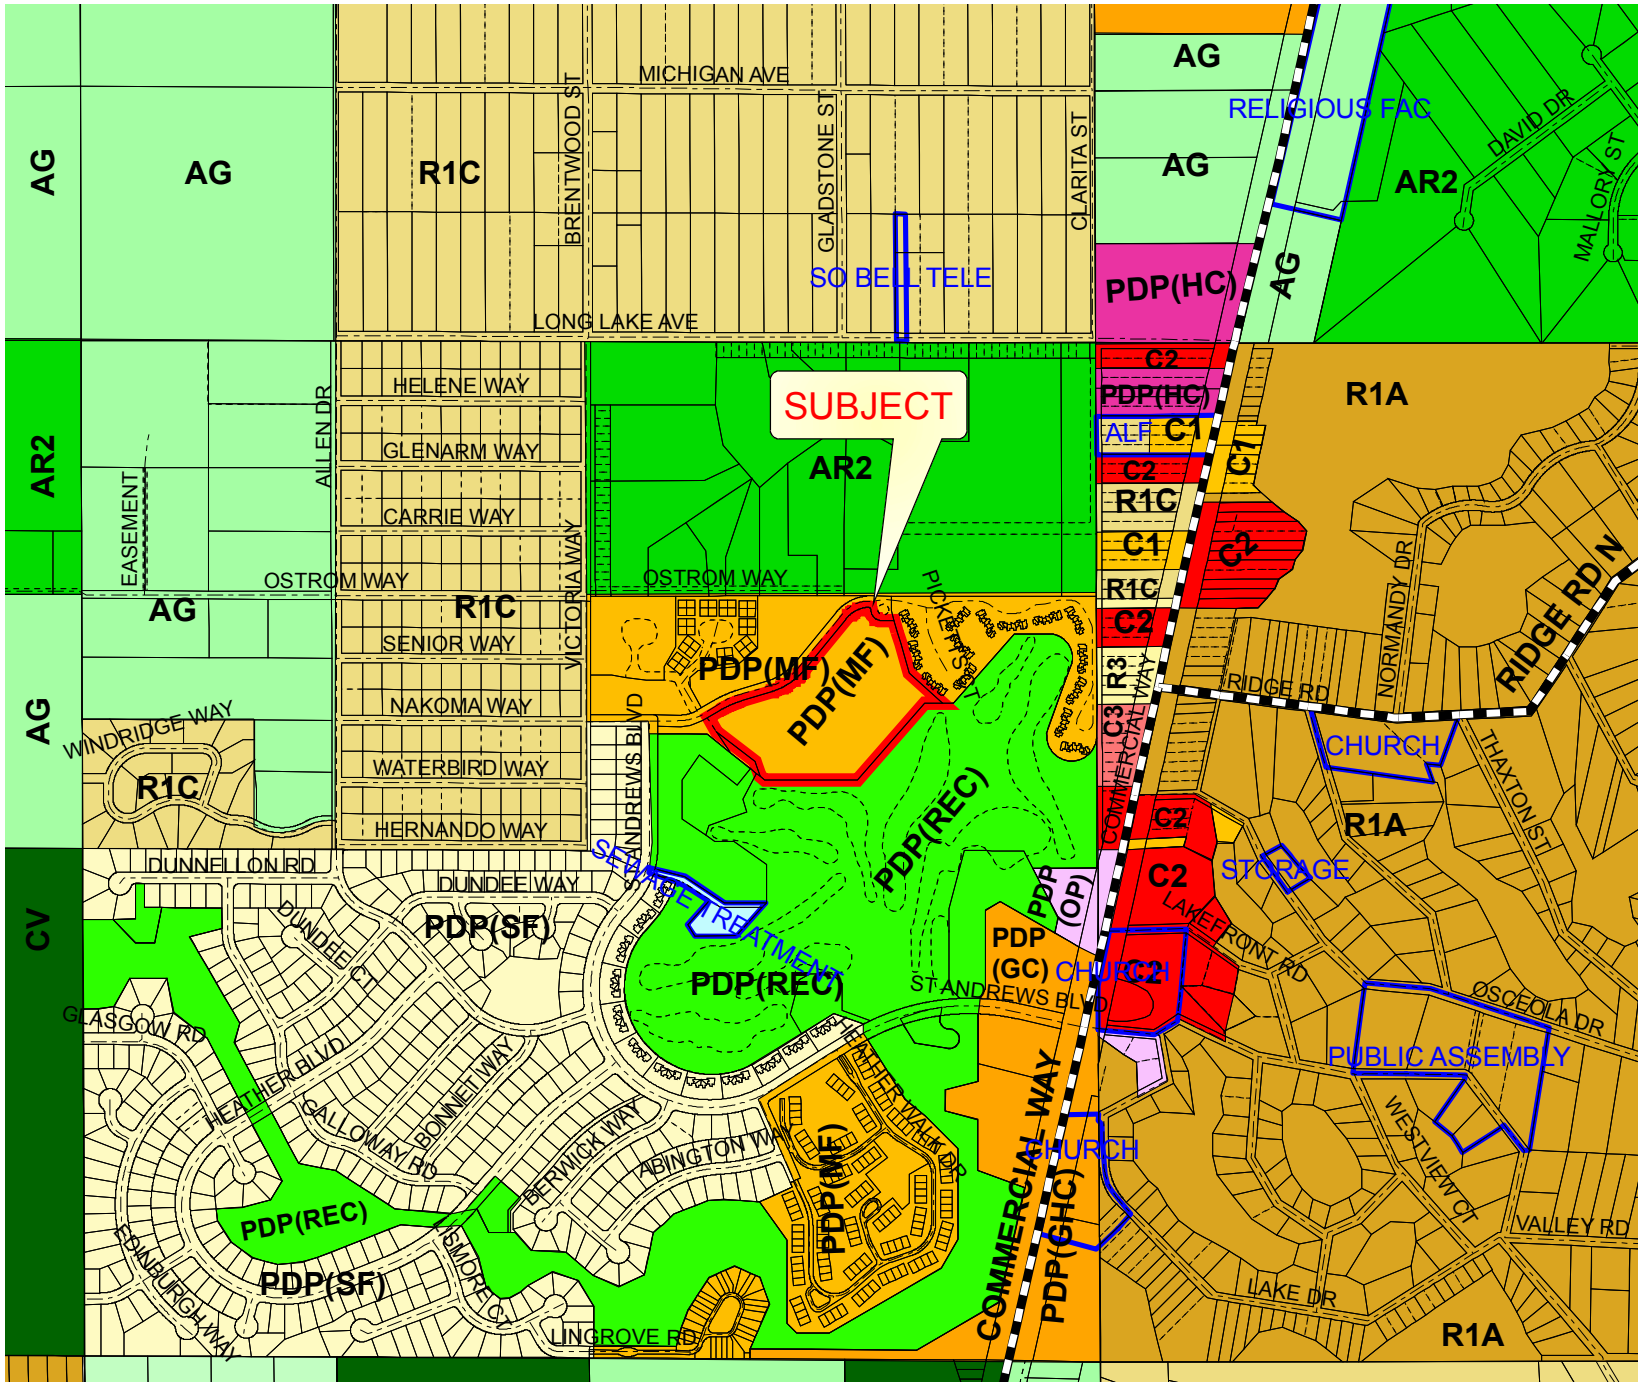 AG
MICHIGAN AVE
RELIGIOUS FAC
DAVID DR
BRENTWOOD ST
GLADSTONE ST
CLARITA ST
AG
AG
R1C
AG
AR2
MALLORY ST
SO BELL TELE
PDP(HC)
AG
LONG LAKE AVE
C2
HELENE WAY
PDP(HC)
R1A
SUBJECT
ALLEN DR
GLENARM WAY
ALF
C1
C1
AR2
AR2
C2
EASEMENT
CARRIE WAY
R1C
C1
C2
VICTORIA WAY
NORMANDY DR
RIDGE RD N
OSTROM WAY
OSTROM WAY
PICKETT ST
R1C
AG
R1C
SENIOR WAY
C2
PDP(MF)
PDP(MF)
R3
RIDGE RD
AG
NAKOMA WAY
ST ANDREWS BLVD
C3
COMMERCIAL WAY
WINDRIDGE WAY
CHURCH
THAXTON ST
WATERBIRD WAY
R1C
PDP(REC)
HERNANDO WAY
C2
R1A
DUNNELLON RD
SEWAGE TREATMENT
STORAGE
DUNDEE WAY
C2
PDP
(OP)
CV
DUNDEE CT
PDP(SF)
LAKEFRONT RD
PDP
(GC)
CHURCH
C2
PDP(REC)
ST ANDREWS BLVD
OSCEOLA DR
GLASGOW RD
HEATHER BLVD
BONNET WAY
HEATHER WALK DR
PUBLIC ASSEMBLY
GALLOWAY RD
BERWICK WAY
ABINGTON WAY
PDP(MF)
COMMERCIAL WAY
CHURCH
WESTVIEW CT
PDP(REC)
LISMORE CT
PDP(GHC)
VALLEY RD
EDINBURGH WAY
PDP(SF)
LAKE DR
LINGROVE RD
R1A